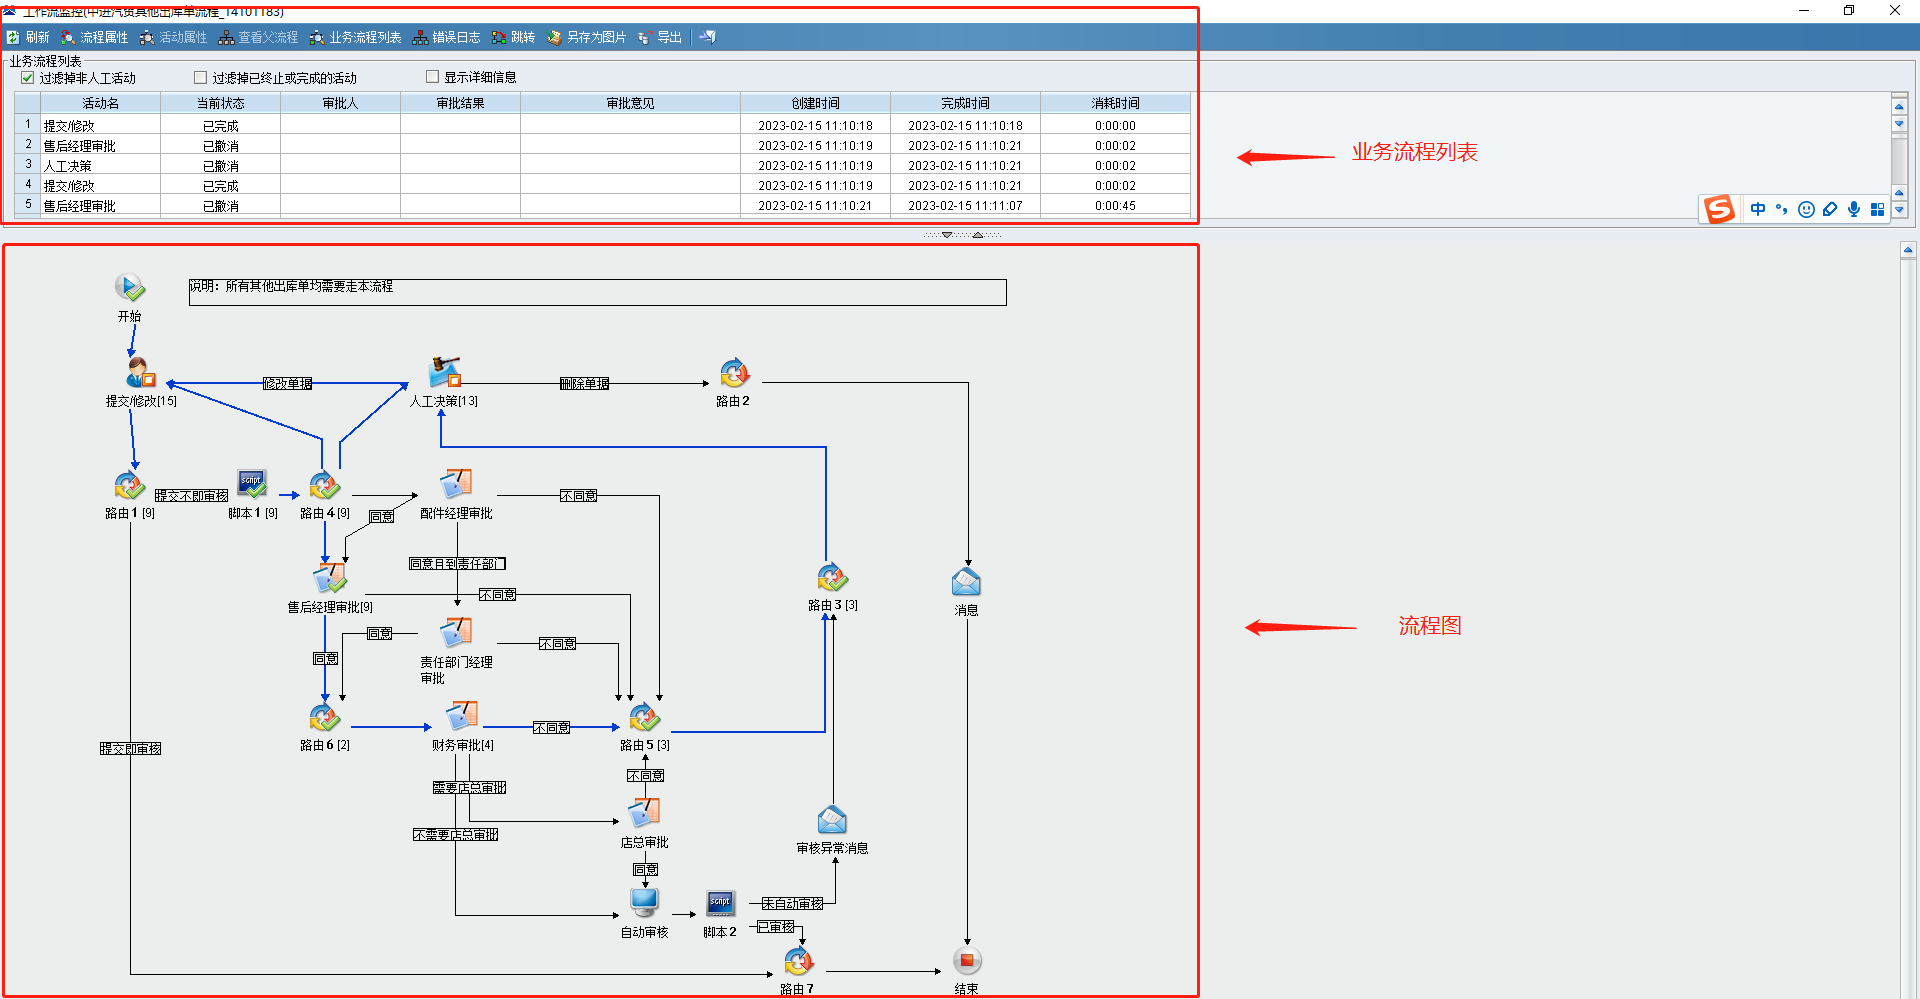 工作流监控(中进汽贸其他出库单流程_14101183)
刷新 流程属性 活动属性 查看父流程 业务流程列表 错误日志 跳转 另存为图片 导出
业务流程列表
过滤掉非人工活动 过滤掉已终止或完成的活动 显示详细信息
活动名 当前状态 审批人 审批结果 审批意见 创建时间 完成时间 消耗时间
1 提交/修改 已完成 2023-02-15 11:10:18 2023-02-15 11:10:18 0:00:00
2 售后经理审批 已撤消 2023-02-15 11:10:19 2023-02-15 11:10:21 0:00:02
3 人工决策 已撤消 2023-02-15 11:10:19 2023-02-15 11:10:21 0:00:02
4 提交/修改 已完成 2023-02-15 11:10:19 2023-02-15 11:10:21 0:00:02
5 售后经理审批 已撤消 2023-02-15 11:10:21 2023-02-15 11:11:07 0:00:45
业务流程列表
S 中
说明：所有其他出库单均需要走本流程
开始
修改单据
删除单据
提交/修改[15]
人工决策[13]
路由2
提交不即审核
script
不同意
路由1 [9]
脚本1 [9]
路由4 [9]
同意
配件经理审批
同意且到责任部门
不同意
售后经理审批[9]
路由3 [3]
消息
流程图
同意
不同意
同意
责任部门经理
审批
不同意
路由6 [2]
财务审批[4]
路由5 [3]
提交即审核
不同意
需要店总审批
不需要店总审批
店总审批
审核异常消息
同意
script
未自动审核
已审核
自动审核
脚本2
路由7
结束